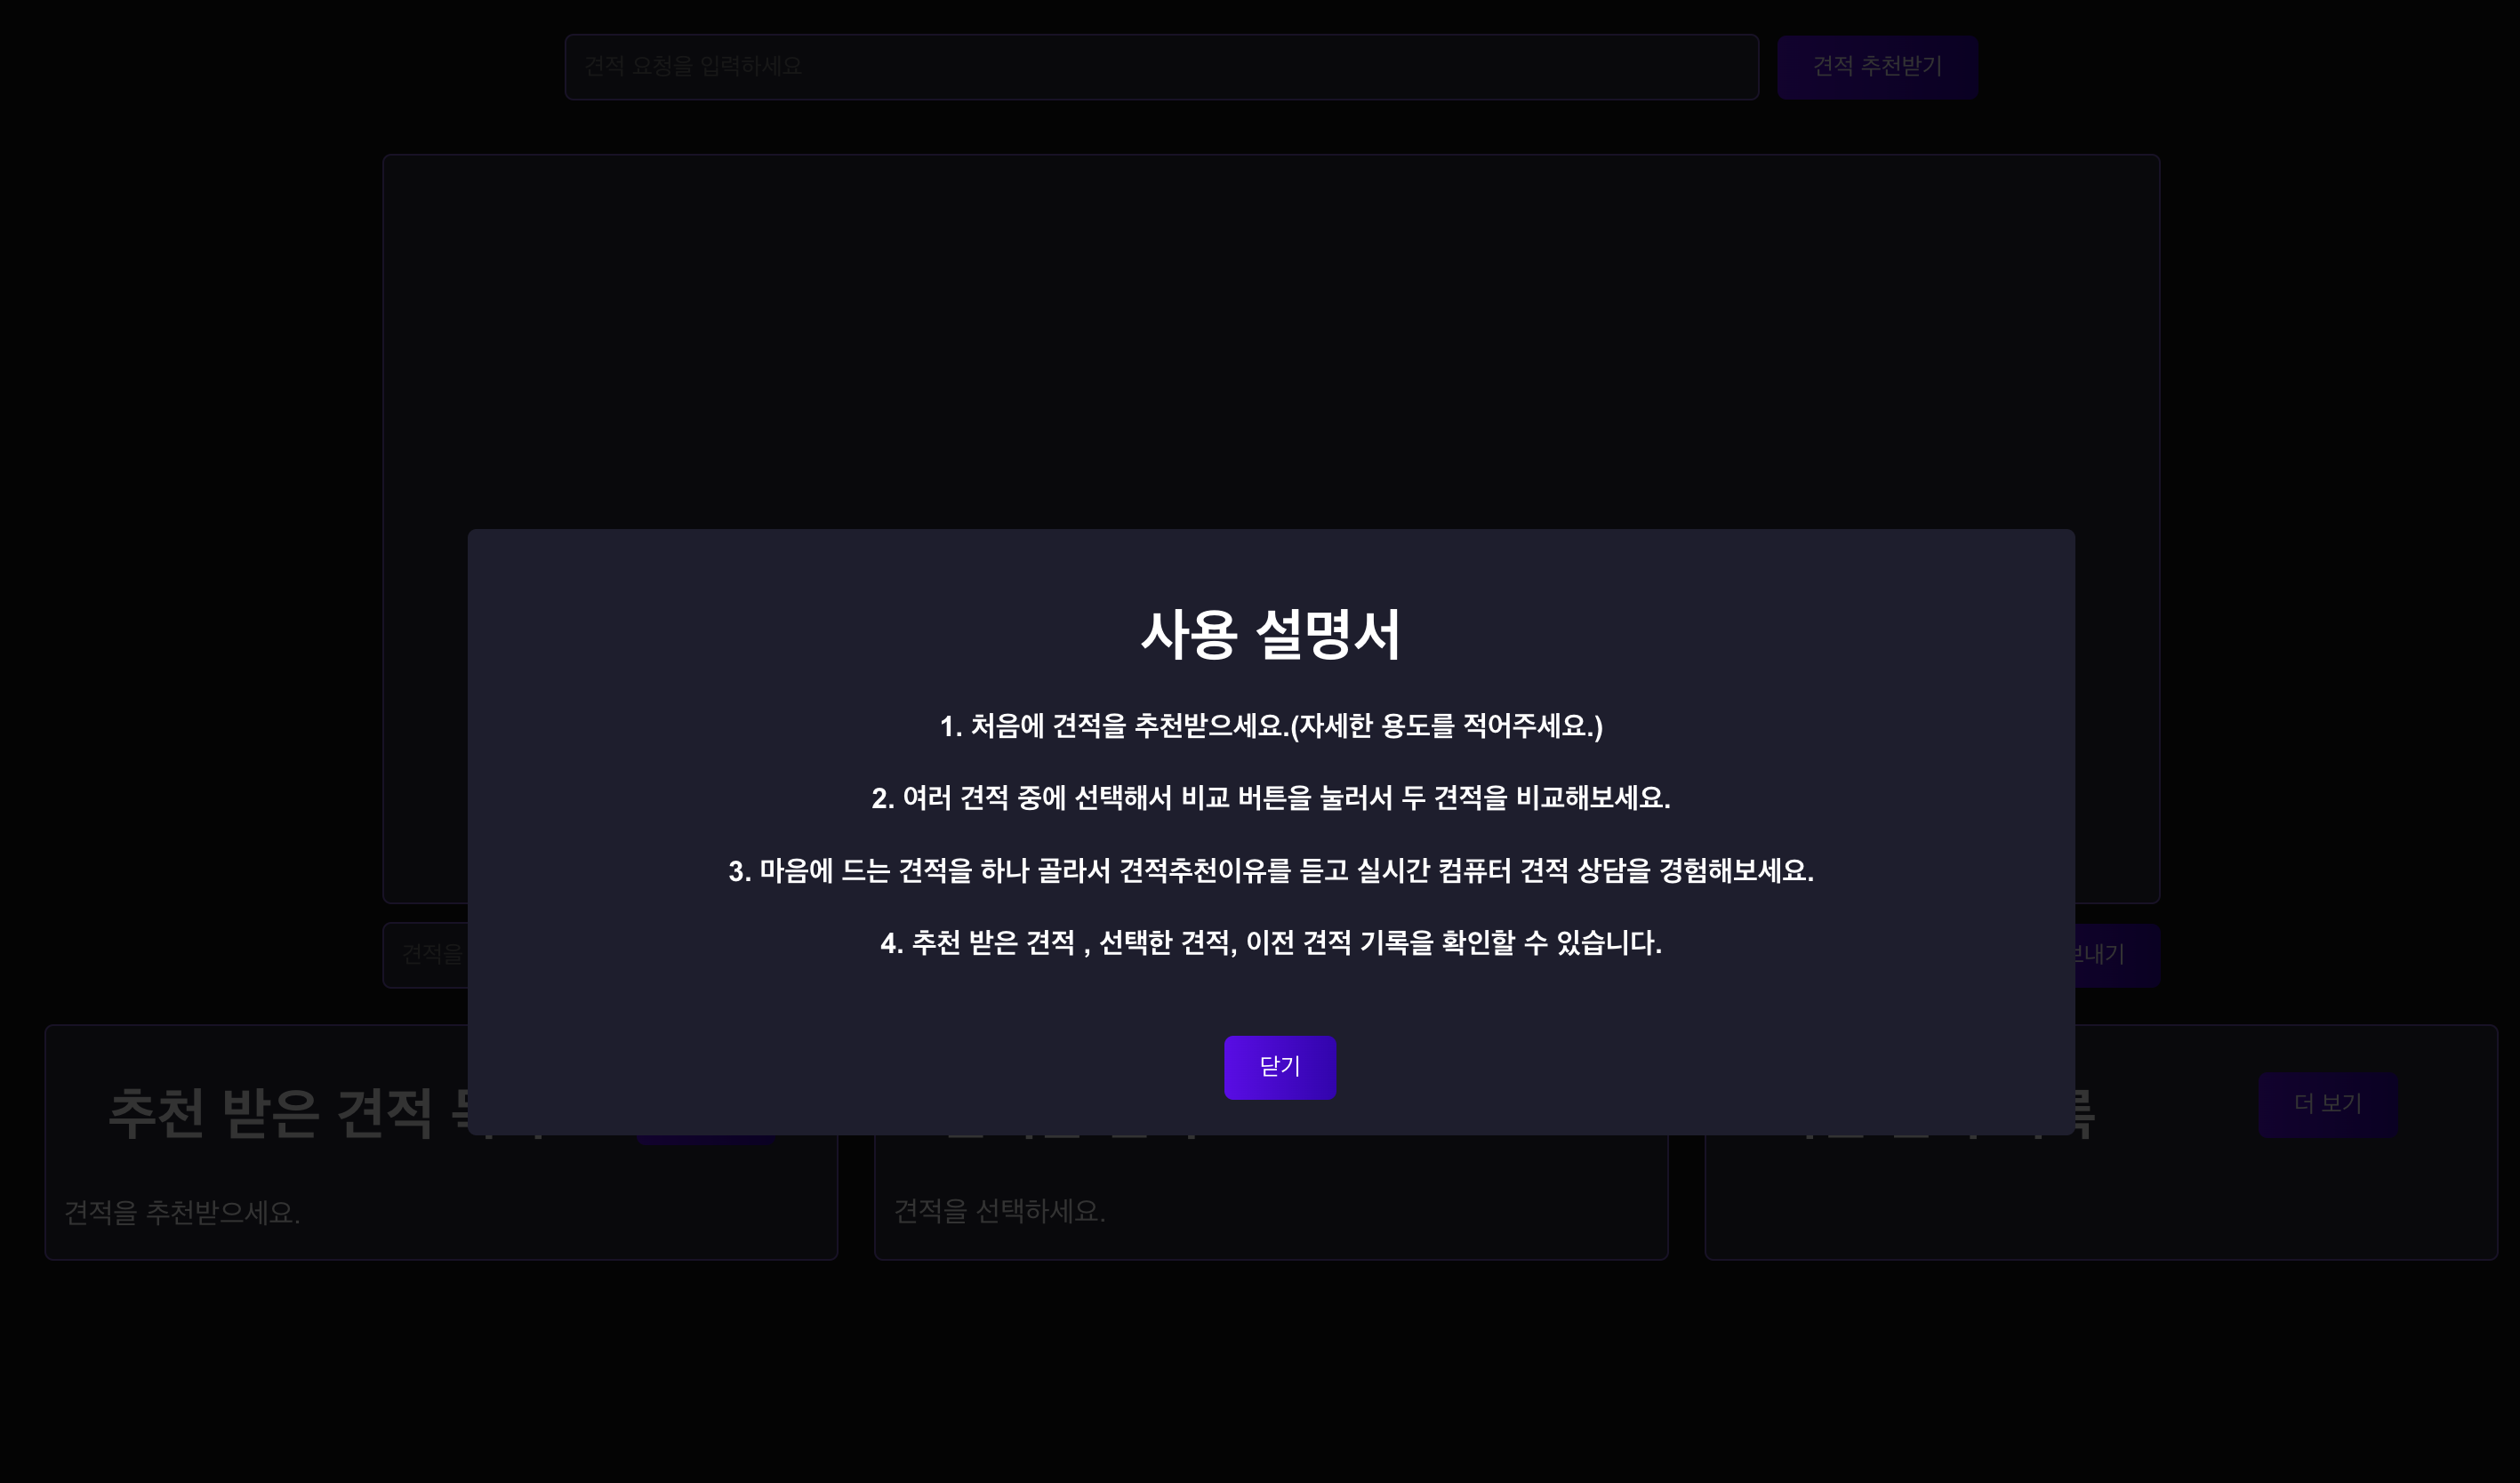 견적 요청을 입력하세요
견적 추천받기
사용 설명서
1. 처음에 견적을 추천받으세요.(자세한 용도를 적어주세요.)
2. 여러 견적 중에 선택해서 비교 버튼을 눌러서 두 견적을 비교해보세요.
3. 마음에 드는 견적을 하나 골라서 견적추천이유를 듣고 실시간 컴퓨터 견적 상담을 경험해보세요.
4. 추천 받은 견적 , 선택한 견적, 이전 견적 기록을 확인할 수 있습니다.
닫기
견적을
추천 받은 견적
더 보기
견적을 추천받으세요.
견적을 선택하세요.